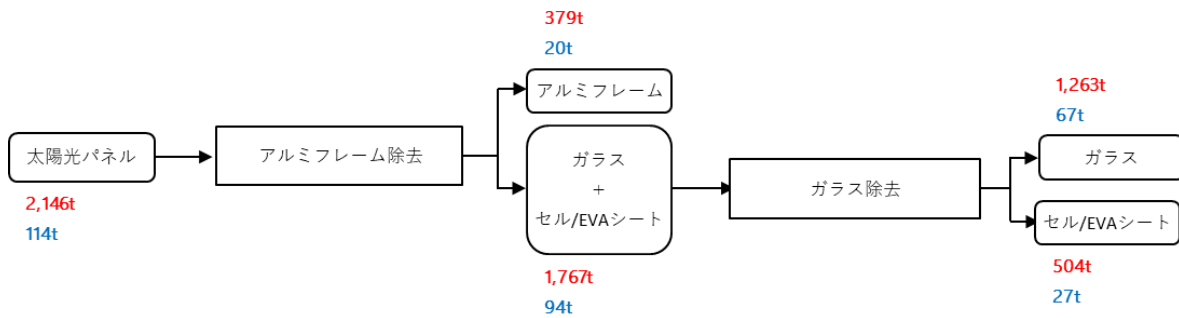 太陽光パネル
2,146t
114t
アルミフレーム除去
379t
20t
アルミフレーム
ガラス
+
セル/EVAシート
1,767t
94t
ガラス除去
1,263t
67t
ガラス
セル/EVAシート
504t
27t